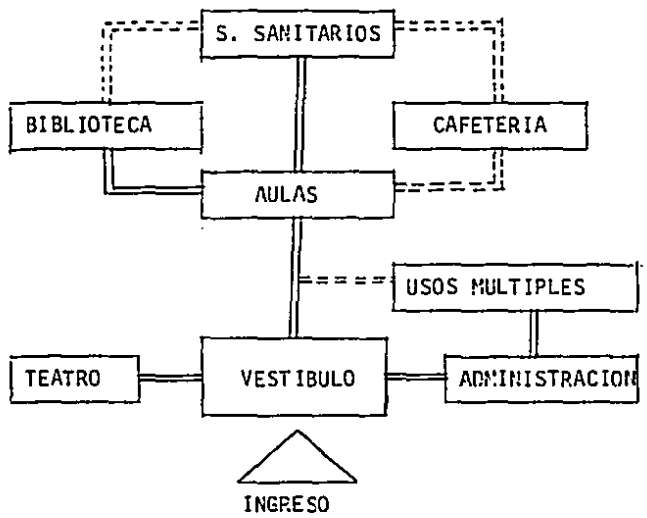 S. SANITARIOS
BIBLIOTECA
CAFETERIA
AULAS
USOS MULTIPLES
TEATRO
VESTIBULO
ADMINISTRACION
INGRESO